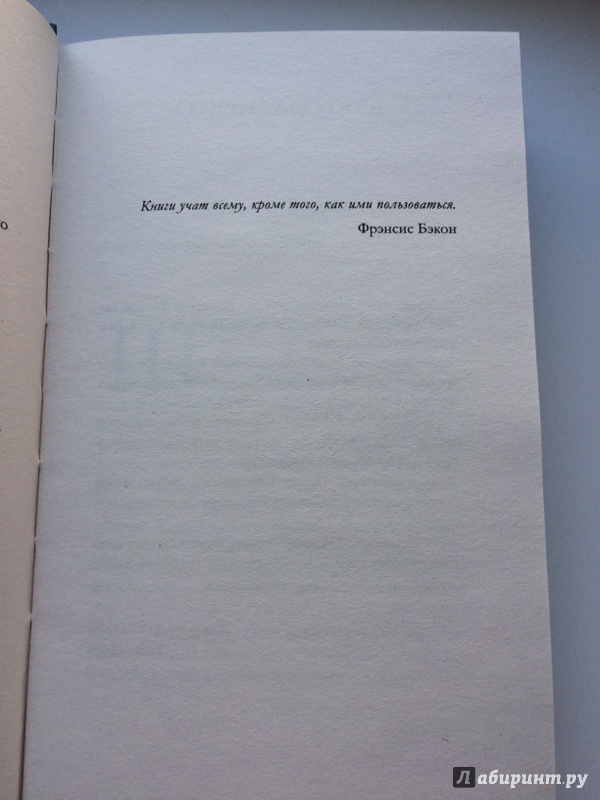 Книги учат всему, кроме того, как ими пользоваться.
Фрэнсис Бэкон
о
Лабиринт.ру